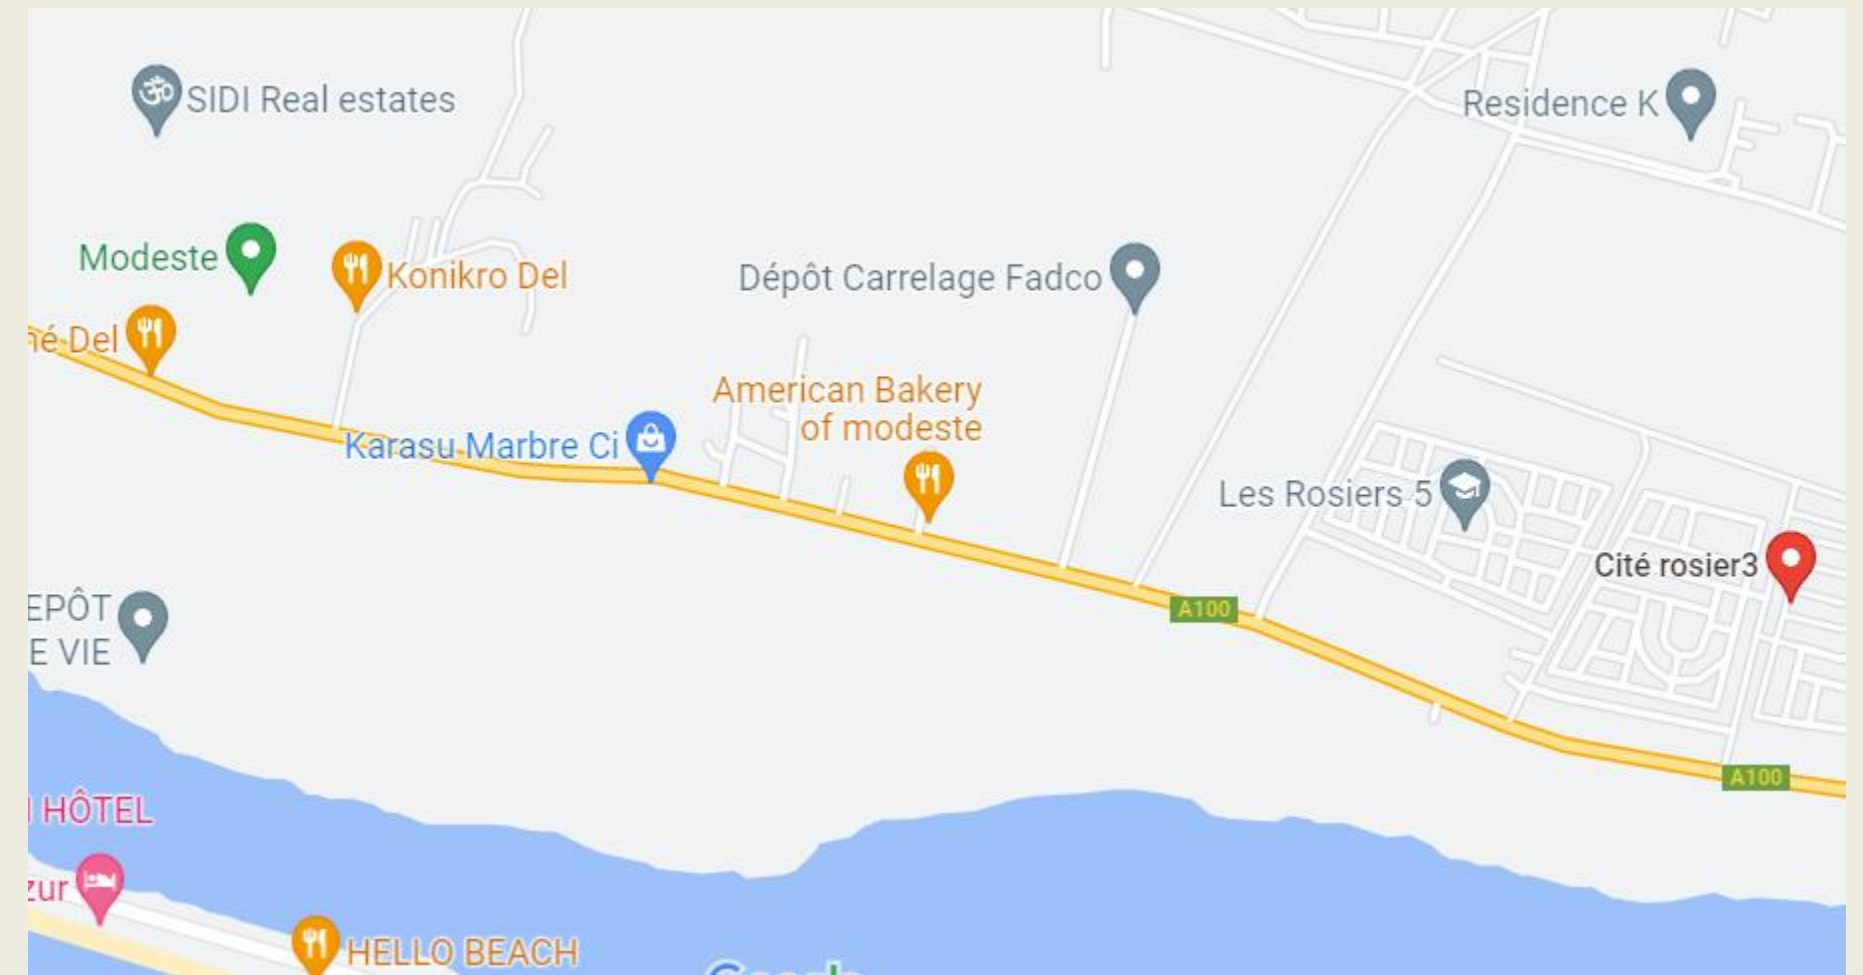 SIDI Real estates
Residence K
Modeste
Konikro Del
Dépôt Carrelage Fadco
né Del
American Bakery
of modeste
Karasu Marbre Ci
Les Rosiers 5
Cité rosier3
A100
EPÔT
E VIE
A100
HÔTEL
zur
HELLO BEACH